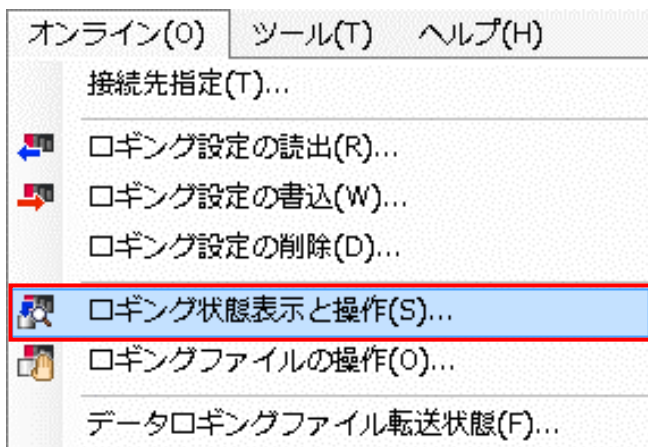 オンライン(O) ツール(T) ヘルプ(H)
接続先指定(T)...
ロギング設定の読出(R)...
ロギング設定の書込(W)...
ロギング設定の削除(D)...
ロギング状態表示と操作(S)...
ロギングファイルの操作(O)...
データロギングファイル転送状態(F)...